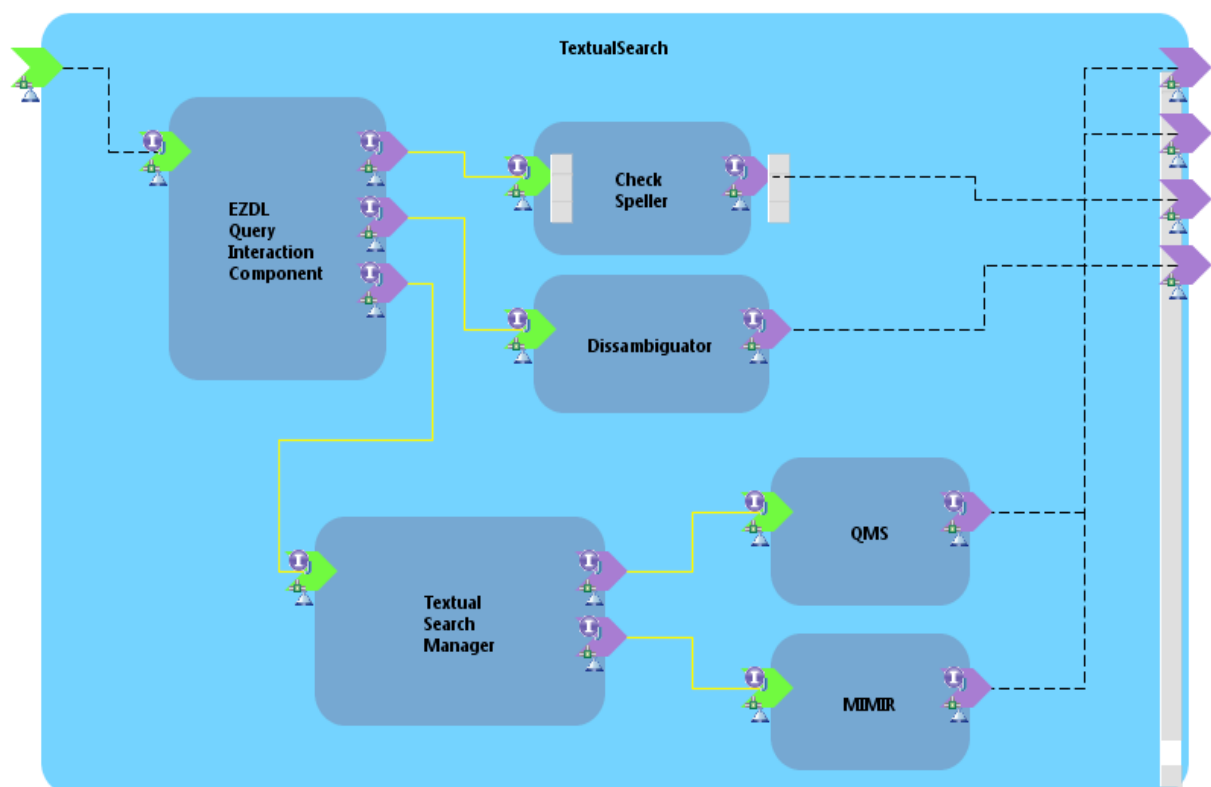 TextualSearch
EZDL
Query
Interaction
Component
Check
Speller
Dissambiguator
QMS
Textual
Search
Manager
MIMIR